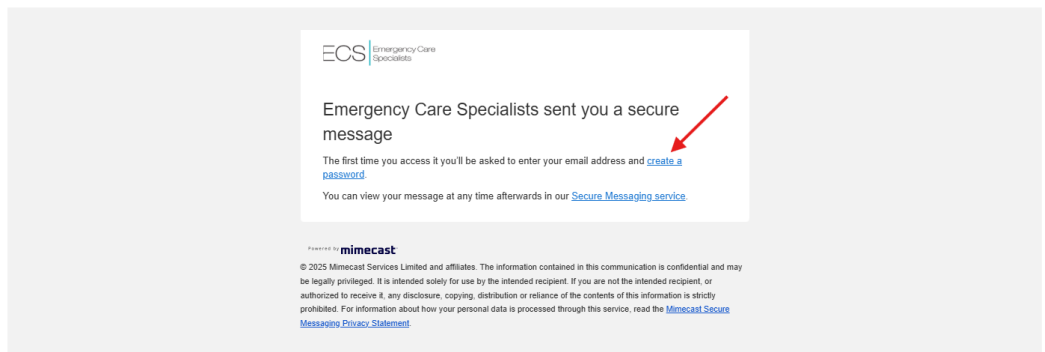 ECS Emergency Care
Specialists
Emergency Care Specialists sent you a secure
message
The first time you access it you'll be asked to enter your email address and create a
password.
You can view your message at any time afterwards in our Secure Messaging service.
Powered by mimecast
© 2025 Mimecast Services Limited and affiliates. The information contained in this communication is confidential and may
be legally privileged. It is intended solely for use by the intended recipient. If you are not the intended recipient, or
authorized to receive it, any disclosure, copying, distribution or reliance of the contents of this information is strictly
prohibited. For information about how your personal data is processed through this service, read the Mimecast Secure
Messaging Privacy Statement.